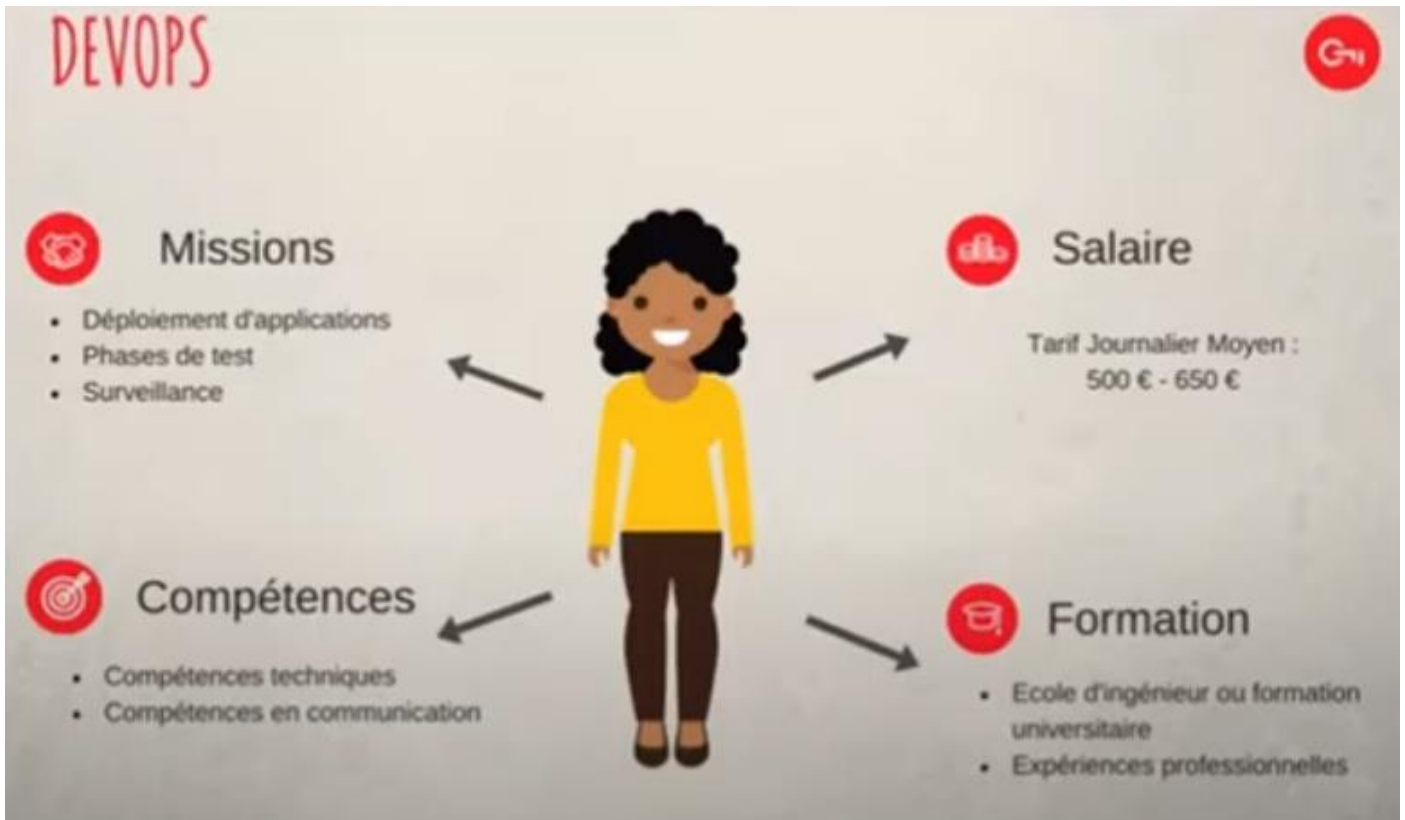 DEVOPS
Missions
• Déploiement d'applications
• Phases de test
• Surveillance
Salaire
Tarif Journalier Moyen :
500 € - 650 €
Compétences
• Compétences techniques
• Compétences en communication
Formation
• Ecole d'ingénieur ou formation
universitaire
• Expériences professionnelles